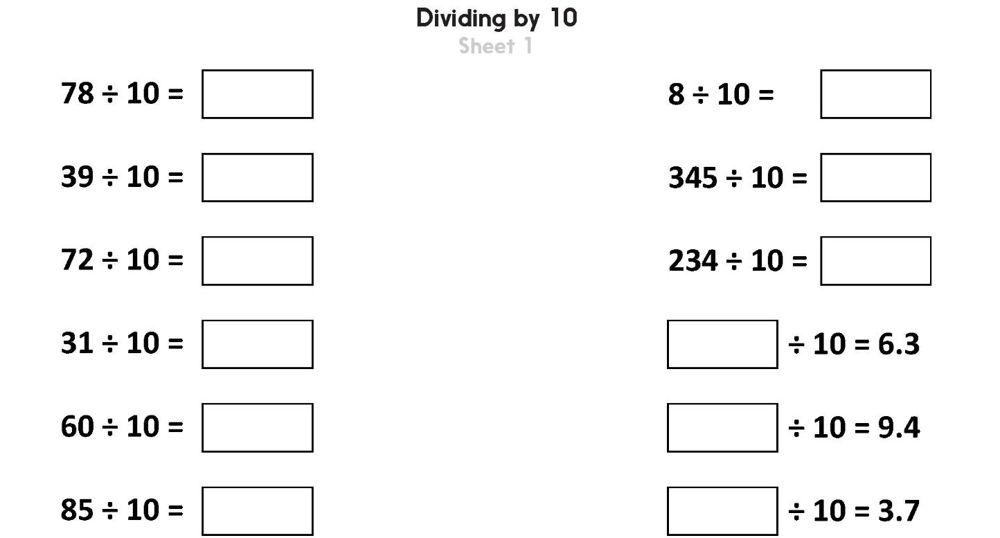 Dividing by 10
Sheet 1
78 ÷ 10 =
39 ÷ 10 =
72 ÷ 10 =
31 ÷ 10 =
60 ÷ 10 =
85 ÷ 10 =
8 ÷ 10 =
345 ÷ 10 =
234 ÷ 10 =
÷ 10 = 6.3
÷ 10 = 9.4
÷ 10 = 3.7